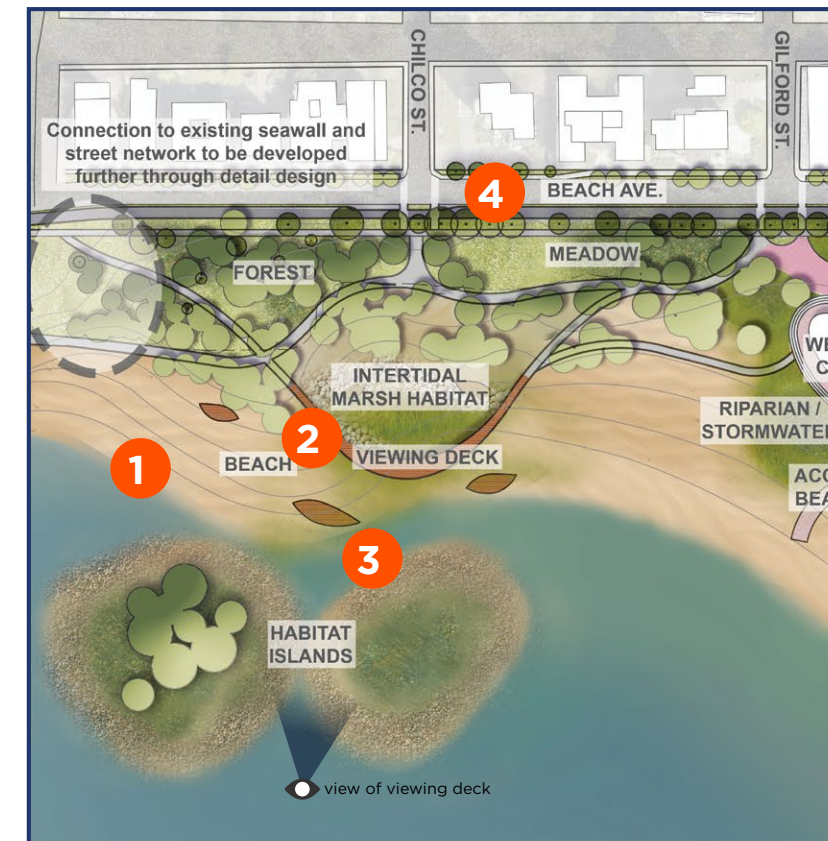 CHILCO ST.
GILFORD ST.
Connection to existing seawall and
street network to be developed
further through detail design
4
BEACH AVE.
FOREST
MEADOW
INTERTIDAL
MARSH HABITAT
RIPARIAN /
STORMWATER
1
BEACH
2
VIEWING DECK
3
HABITAT
ISLANDS
view of viewing deck